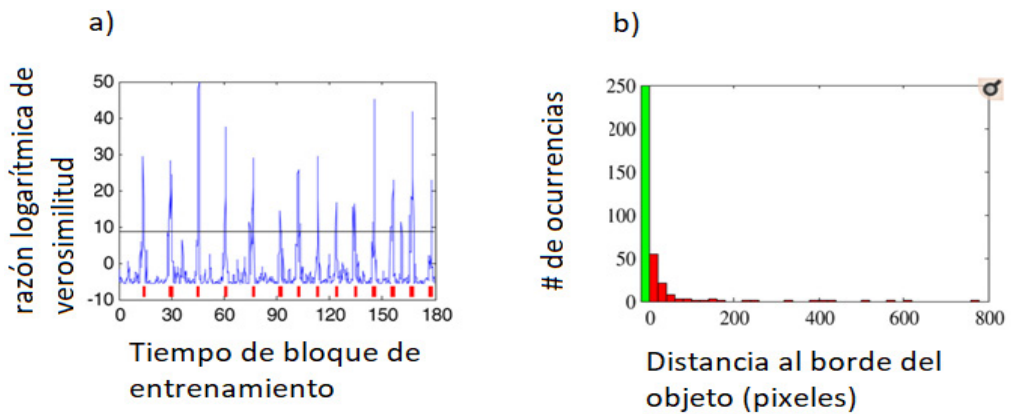 a)
razón logarítmica de
verosimilitud
50
40
30
20
10
0
-10
0 30 60 90 120 150 180
Tiempo de bloque de
entrenamiento
b)
# de ocurrencias
250
200
150
100
50
0
0 200 400 600 800
Distancia al borde del
objeto (pixeles)